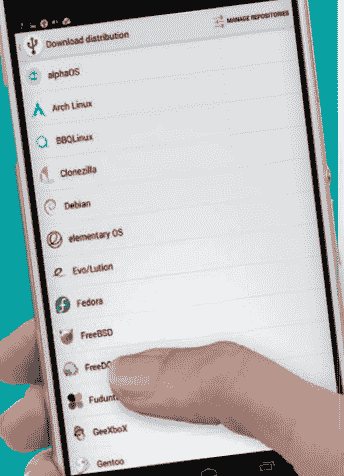 Download distribution
MANAGE REPOSITORIES
alphaOS
Arch Linux
BBQLinux
Clonezilla
Debian
elementary OS
Evo/Lution
Fedora
FreeBSD
GeeXboX
Gentoo